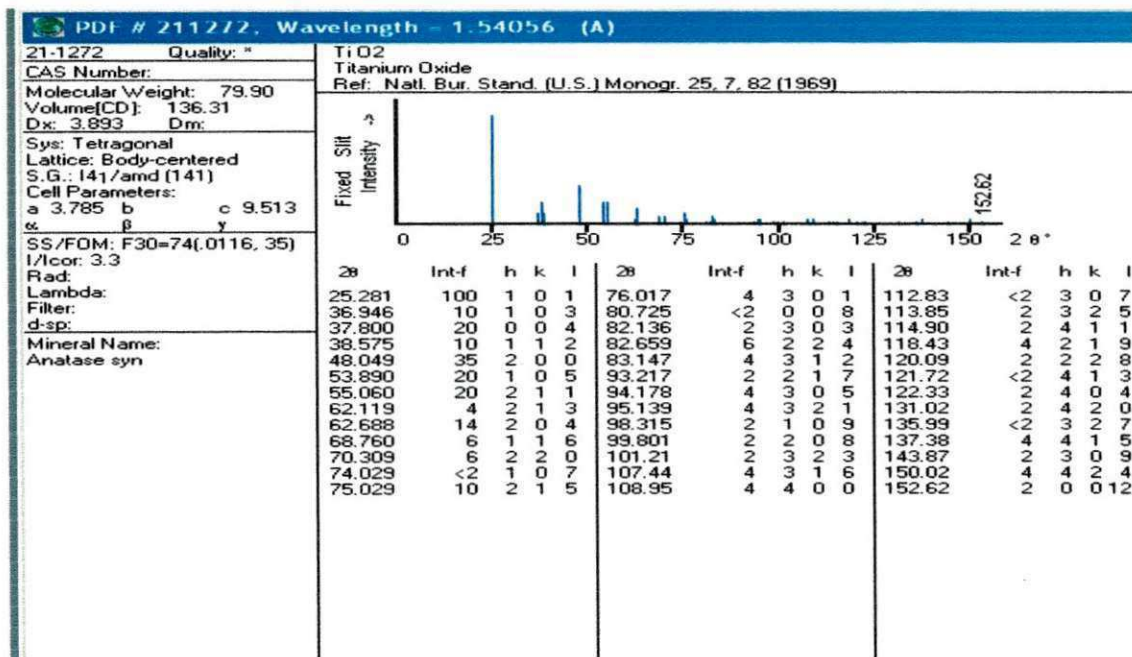 PDF # 211272, Wavelength = 1.54056 (A)
21-1272 Quality: *
CAS Number:
Molecular Weight: 79.90
Volume[CD]: 136.31
Dx: 3.893 Dm:
Sys: Tetragonal
Lattice: Body-centered
S.G.: I41/amd (141)
Cell Parameters:
a 3.785 b c 9.513
α β γ
SS/FOM: F30=74(.0116, 35)
I/Icor: 3.3
Rad:
Lambda:
Filter:
d-sp:
Mineral Name:
Anatase syn
Ti O2
Titanium Oxide
Ref: Natl. Bur. Stand. (U.S.) Monogr. 25, 7, 82 (1969)
Fixed Slit
Intensity ->
152.62
0 25 50 75 100 125 150 2 θ °
2θ Int-f h k l 2θ Int-f h k l 2θ Int-f h k l
25.281 100 1 0 1 76.017 4 3 0 1 112.83 <2 3 0 7
36.946 10 1 0 3 80.725 <2 0 0 8 113.85 2 3 2 5
37.800 20 0 0 4 82.136 2 3 0 3 114.90 2 4 1 1
38.575 10 1 1 2 82.659 6 2 2 4 118.43 4 2 1 9
48.049 35 2 0 0 83.147 4 3 1 2 120.09 2 2 2 8
53.890 20 1 0 5 93.217 2 2 1 7 121.72 <2 4 1 3
55.060 20 2 1 1 94.178 4 3 0 5 122.33 2 4 0 4
62.119 4 2 1 3 95.139 4 3 2 1 131.02 2 4 2 0
62.688 14 2 0 4 98.315 2 1 0 9 135.99 <2 3 2 7
68.760 6 1 1 6 99.801 2 2 0 8 137.38 4 4 1 5
70.309 6 2 2 0 101.21 2 3 2 3 143.87 2 3 0 9
74.029 <2 1 0 7 107.44 4 3 1 6 150.02 4 4 2 4
75.029 10 2 1 5 108.95 4 4 0 0 152.62 2 0 0 12